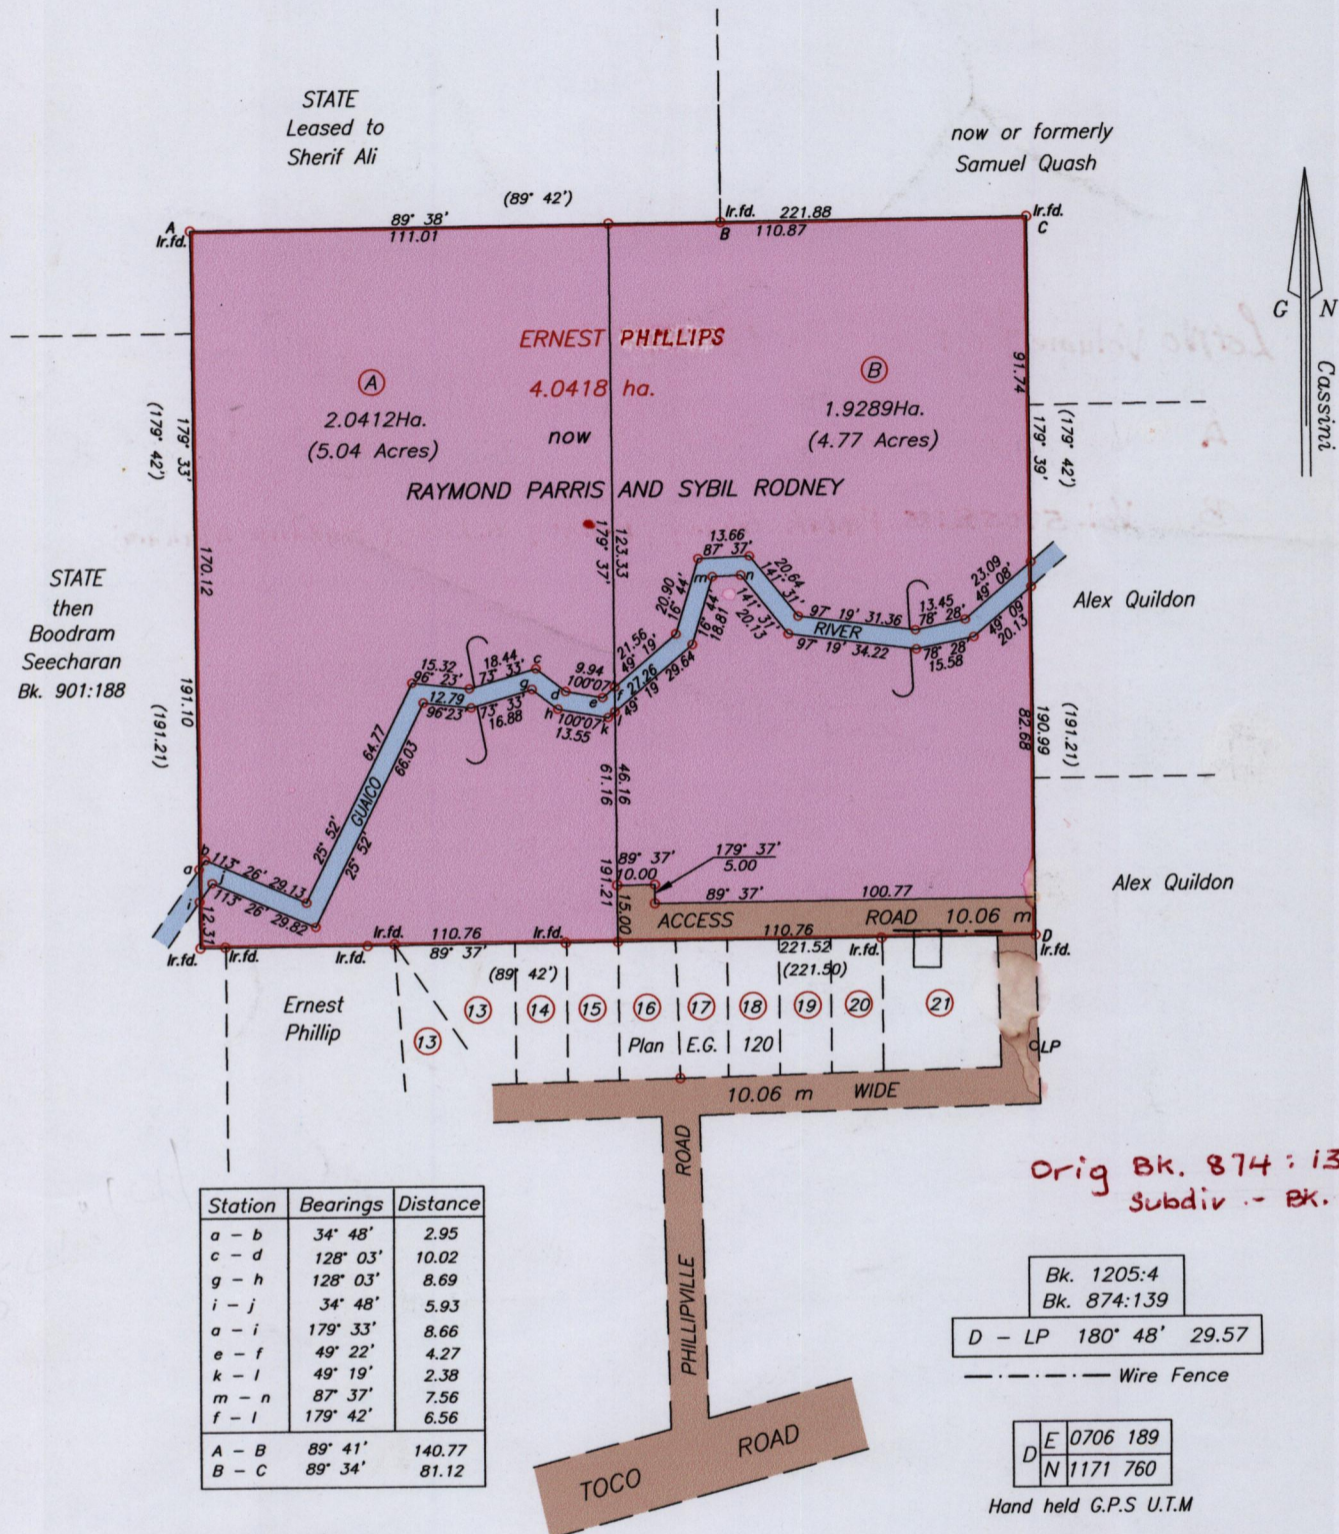 STATE
Leased to
Sherif Ali
now or formerly
Samuel Quash
(89° 42')
89° 38'
111.01
A
Ir.fd.
Ir.fd.
B
221.88
110.87
Ir.fd.
C
G N
Cassini
ERNEST PHILLIPS
4.0418 ha.
now
RAYMOND PARRIS AND SYBIL RODNEY
A
2.0412Ha.
(5.04 Acres)
B
1.9289Ha.
(4.77 Acres)
179° 33'
(179° 42')
170.12
191.10
(191.21)
91.74
179° 39'
(179° 42')
82.68
190.99
(191.21)
STATE
then
Boodram
Seecharan
Bk. 901:188
Alex Quildon
Alex Quildon
123.33
179° 37'
13.66
87° 37'
m
n
20.64
141° 31'
141° 31'
20.13
20.90
16° 44'
16° 44'
18.81
97° 19' 31.36
RIVER
97° 19' 34.22
13.45
78° 28'
78° 28'
15.58
23.09
49° 08'
49° 09'
20.13
21.56
49° 19'
27.26
49° 19' 29.64
15.32
96° 23'
12.79
96° 23'
18.44
73° 33'
73° 33'
16.88
c
g
d
h
9.94
100° 07'
100° 07'
13.55
e
f
k
l
64.77
66.03
GUAICO
25° 52'
25° 52'
a
b
i
j
113° 26' 29.13
113° 26' 29.82
12.31
46.16
61.16
191.21
89° 37'
10.00
179° 37'
5.00
15.00
89° 37'
100.77
ACCESS ROAD 10.06 m
Ir.fd.
Ir.fd.
Ir.fd.
Ir.fd.
110.76
89° 37'
(89° 42')
Ir.fd.
110.76
221.52
(221.50)
Ir.fd.
D
Ir.fd.
Ernest
Phillip
13
13
14
15
16
17
18
19
20
21
Plan E.G. 120
LP
10.06 m WIDE
PHILLIPVILLE ROAD
TOCO ROAD
Orig Bk. 874 : 13
Subdiv - Bk.
Station Bearings Distance
a - b 34° 48' 2.95
c - d 128° 03' 10.02
g - h 128° 03' 8.69
i - j 34° 48' 5.93
a - i 179° 33' 8.66
e - f 49° 22' 4.27
k - l 49° 19' 2.38
m - n 87° 37' 7.56
f - l 179° 42' 6.56
A - B 89° 41' 140.77
B - C 89° 34' 81.12
Bk. 1205:4
Bk. 874:139
D - LP 180° 48' 29.57
Wire Fence
D E 0706 189
N 1171 760
Hand held G.P.S U.T.M